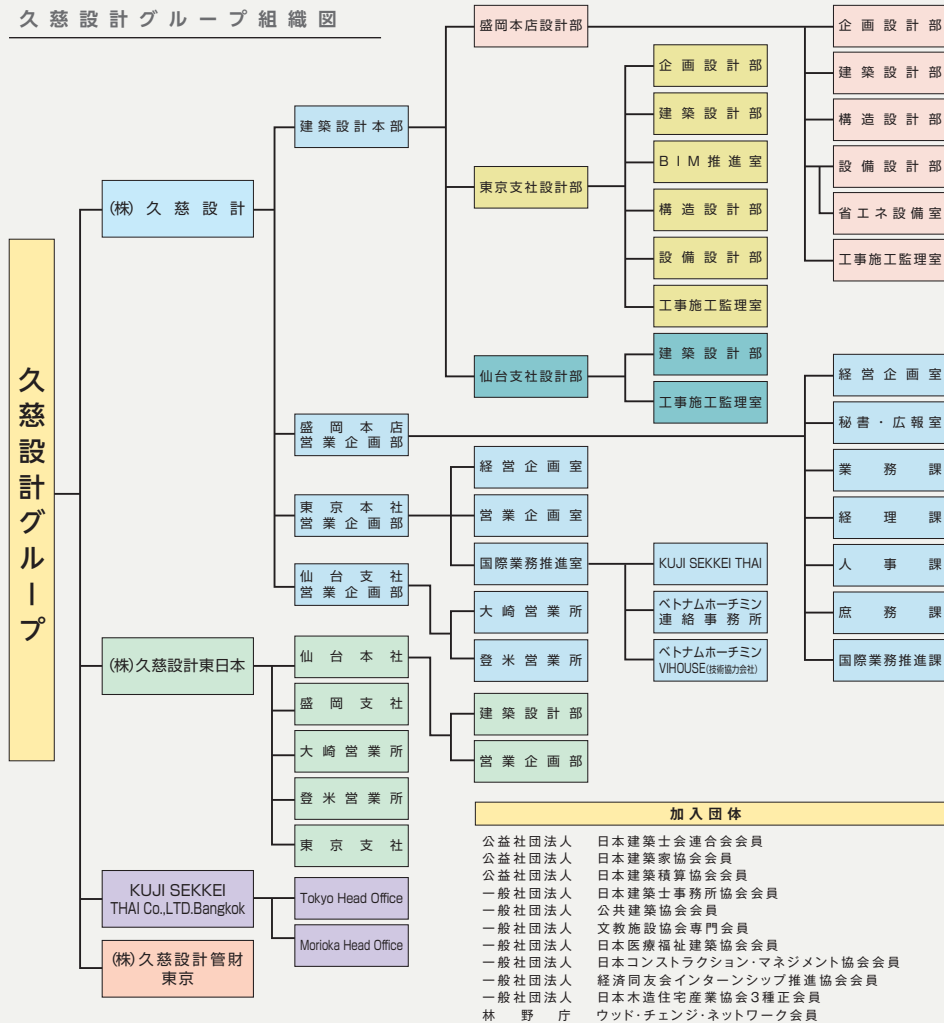 久慈設計グループ組織図
久慈設計グループ
(株)久慈設計
建築設計本部
盛岡本店設計部
企画設計部
建築設計部
構造設計部
設備設計部
省エネ設備室
工事施工監理室
東京支社設計部
企画設計部
建築設計部
BIM推進室
構造設計部
設備設計部
工事施工監理室
仙台支社設計部
建築設計部
工事施工監理室
盛岡本店
営業企画部
経営企画室
秘書・広報室
業務課
経理課
人事課
庶務課
国際業務推進課
東京本社
営業企画部
経営企画室
営業企画室
国際業務推進室
KUJI SEKKEI THAI
ベトナムホーチミン
連絡事務所
ベトナムホーチミン
VIHOUSE(技術協力会社)
仙台支社
営業企画部
大崎営業所
登米営業所
(株)久慈設計東日本
仙台本社
建築設計部
営業企画部
盛岡支社
大崎営業所
登米営業所
東京支社
KUJI SEKKEI
THAI Co.,LTD.Bangkok
Tokyo Head Office
Morioka Head Office
(株)久慈設計管財
東京
加入団体
公益社団法人 日本建築士会連合会会員
公益社団法人 日本建築家協会会員
公益社団法人 日本建築積算協会会員
一般社団法人 日本建築士事務所協会会員
一般社団法人 公共建築協会会員
一般社団法人 文教施設協会専門会員
一般社団法人 日本医療福祉建築協会会員
一般社団法人 日本コンストラクション・マネジメント協会会員
一般社団法人 経済同友会インターンシップ推進協会会員
一般社団法人 日本木造住宅産業協会3種正会員
林野庁 ウッド・チェンジ・ネットワーク会員